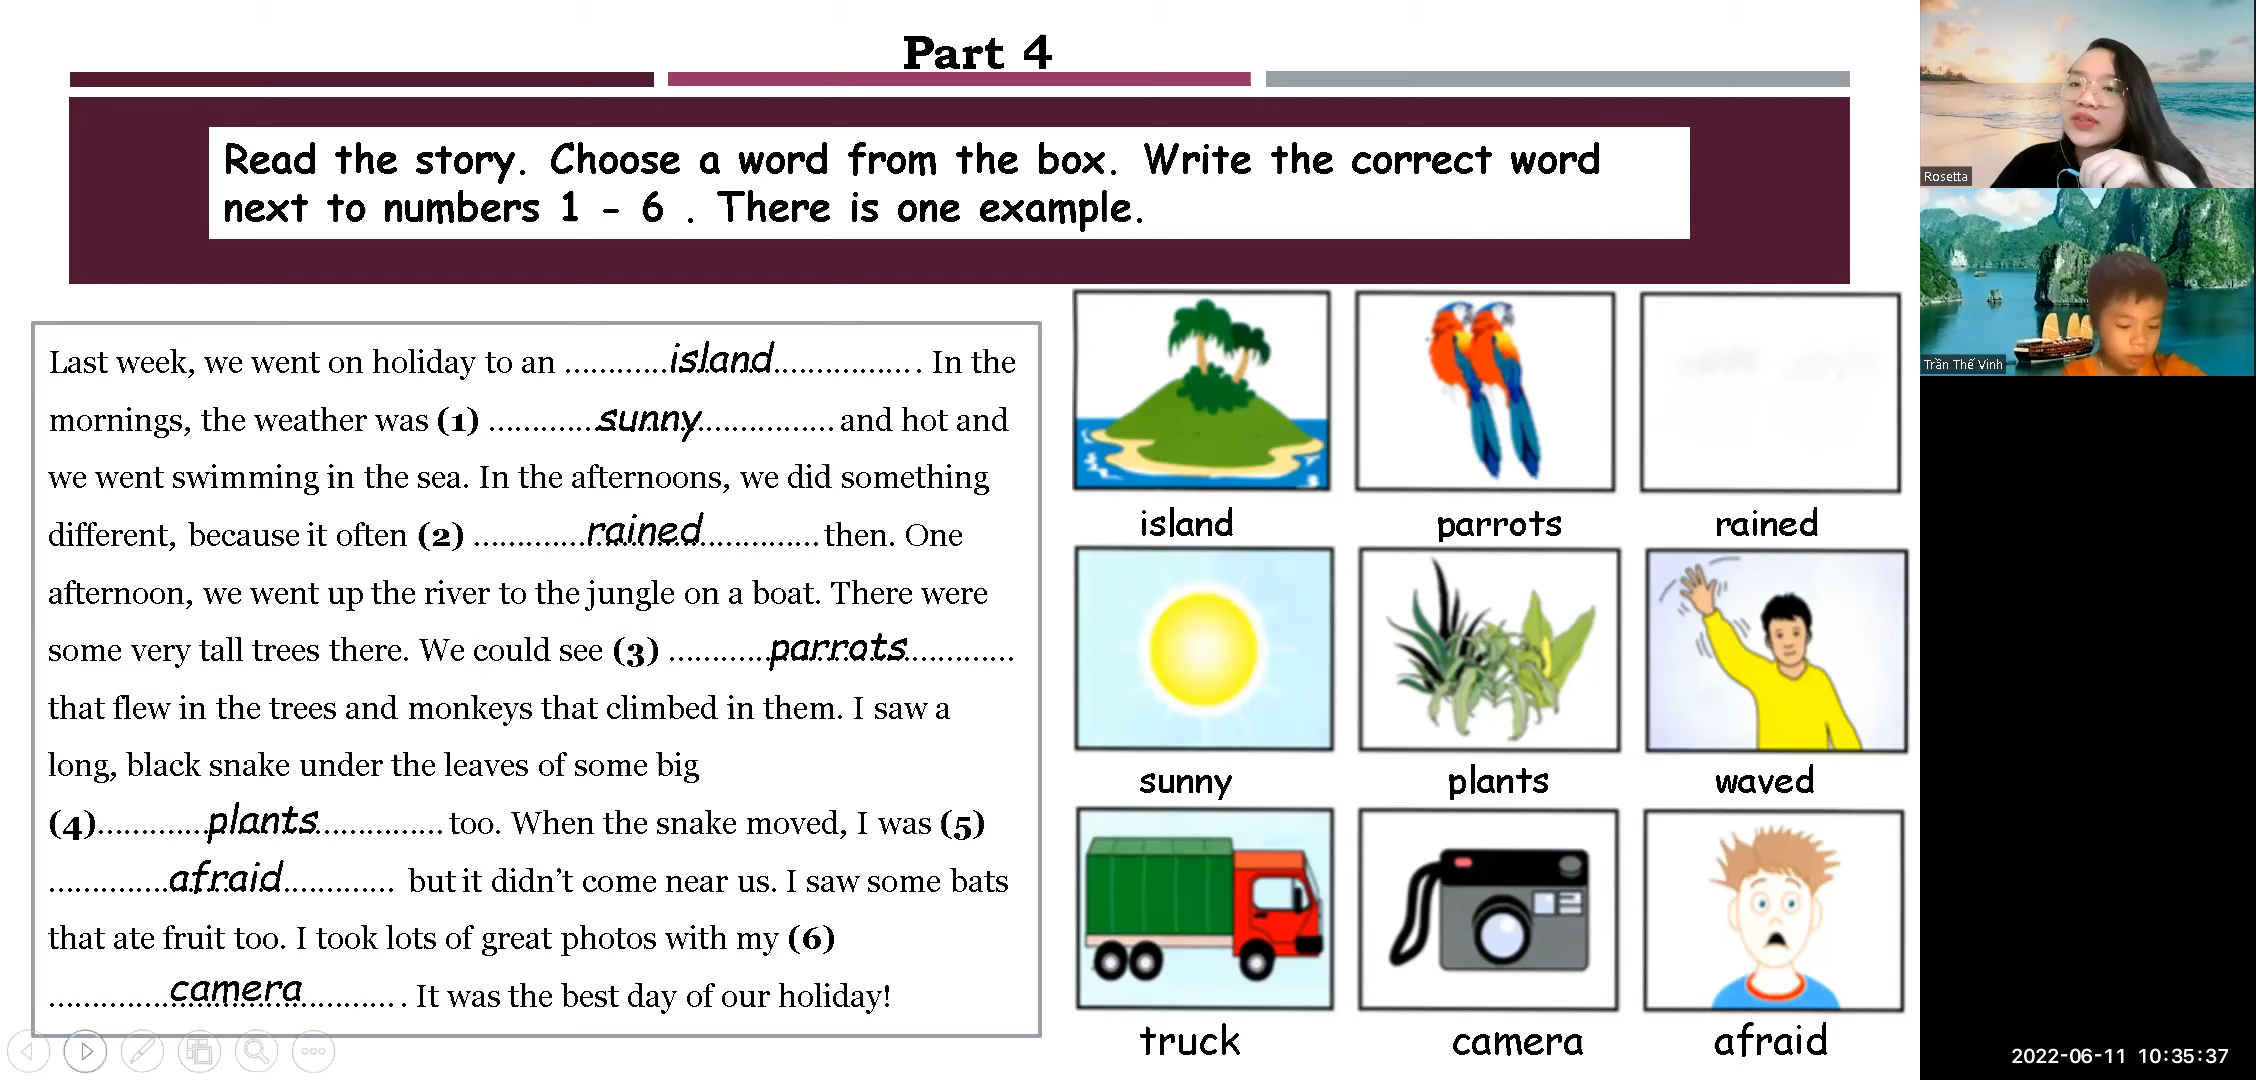 Part 4
Read the story. Choose a word from the box. Write the correct word
next to numbers 1 - 6 . There is one example.
Last week, we went on holiday to an ............island................ . In the
mornings, the weather was (1) ............sunny................ and hot and
we went swimming in the sea. In the afternoons, we did something
different, because it often (2) .............rained.............. then. One
afternoon, we went up the river to the jungle on a boat. There were
some very tall trees there. We could see (3) ............parrots.............
that flew in the trees and monkeys that climbed in them. I saw a
long, black snake under the leaves of some big
(4).............plants............... too. When the snake moved, I was (5)
..............afraid............. but it didn't come near us. I saw some bats
that ate fruit too. I took lots of great photos with my (6)
..............camera........... . It was the best day of our holiday!
island
parrots
rained
sunny
plants
waved
truck
camera
afraid
Rosetta
Trần Thế Vinh
2022-06-11 10:35:37